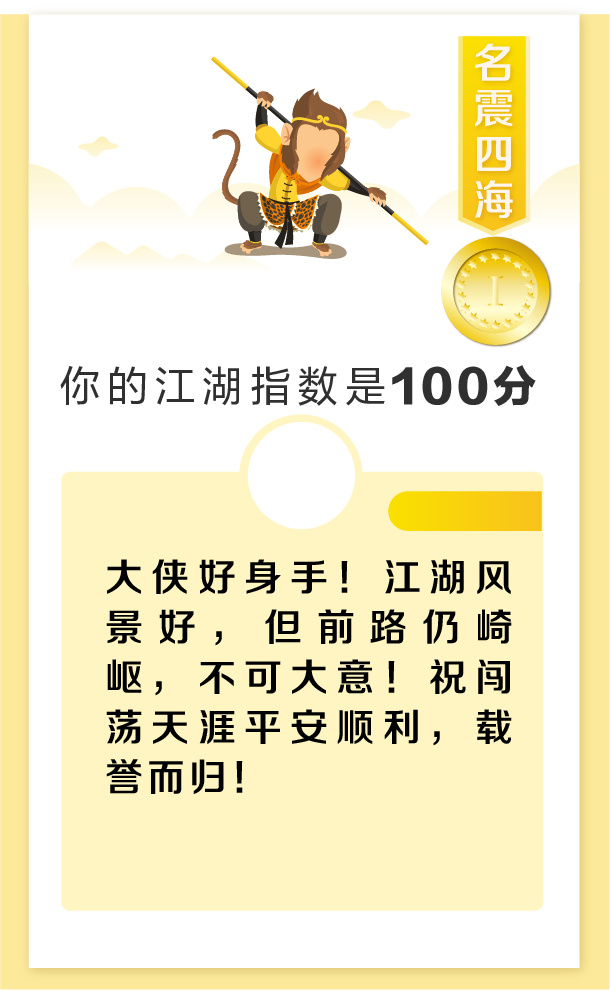 名震四海
I
你的江湖指数是100分
大侠好身手！江湖风
景好，但前路仍崎
岖，不可大意！祝闯
荡天涯平安顺利，载
誉而归！